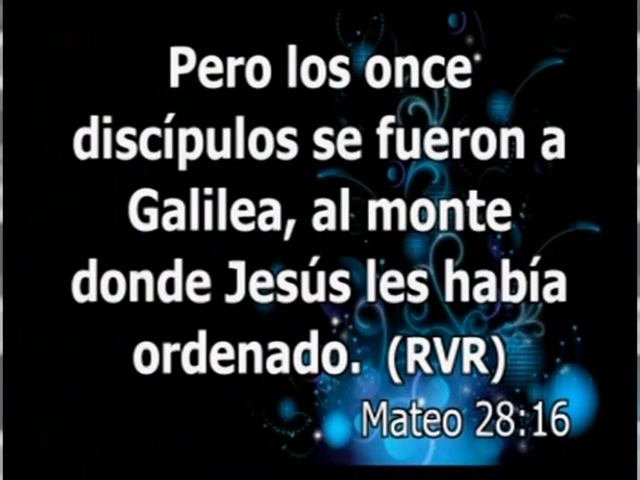 Pero los once
discípulos se fueron a
Galilea, al monte
donde Jesús les había
ordenado. (RVR)
Mateo 28:16